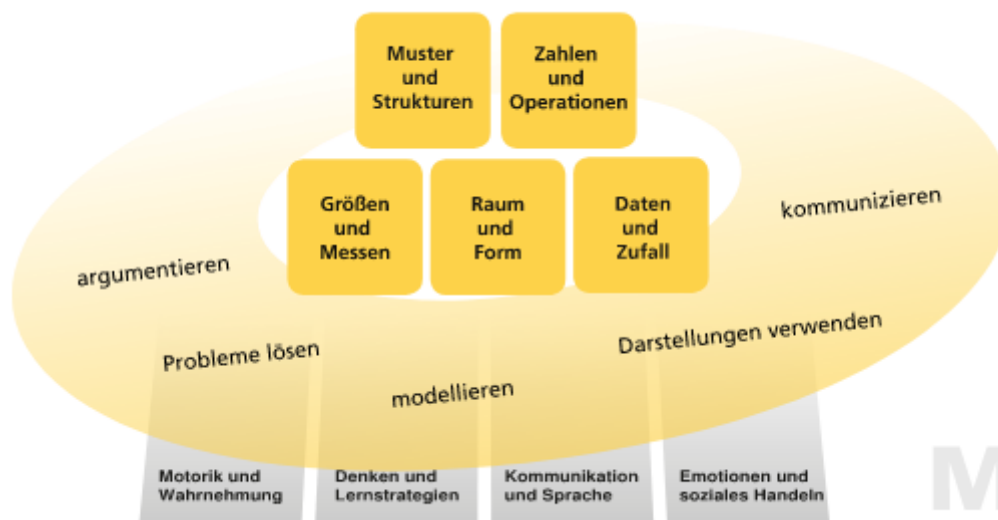 Muster
und
Strukturen
Zahlen
und
Operationen
Größen
und
Messen
Raum
und
Form
Daten
und
Zufall
kommunizieren
argumentieren
Probleme lösen
Darstellungen verwenden
modellieren
Motorik und
Wahrnehmung
Denken und
Lernstrategien
Kommunikation
und Sprache
Emotionen und
soziales Handeln
M